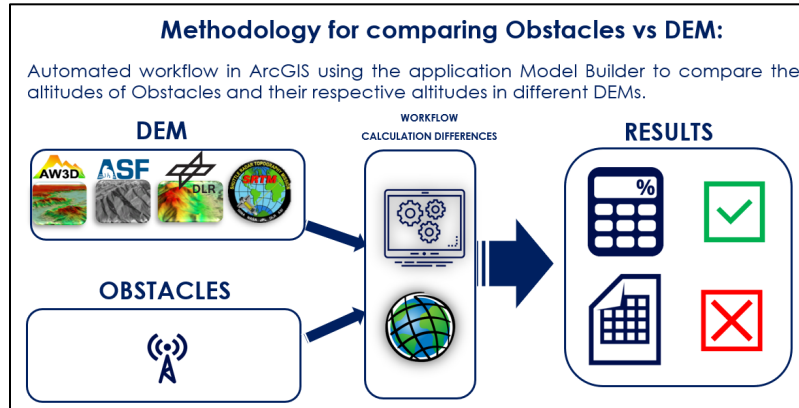 Methodology for comparing Obstacles vs DEM:
Automated workflow in ArcGIS using the application Model Builder to compare the
altitudes of Obstacles and their respective altitudes in different DEMs.
DEM
WORKFLOW
CALCULATION DIFFERENCES
RESULTS
AW3D
ASF
DLR
SRTM
%
OBSTACLES